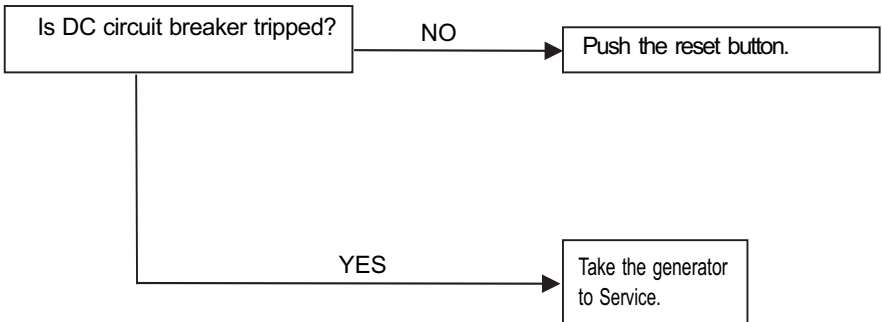 Is DC circuit breaker tripped?
NO
Push the reset button.
YES
Take the generator
to Service.